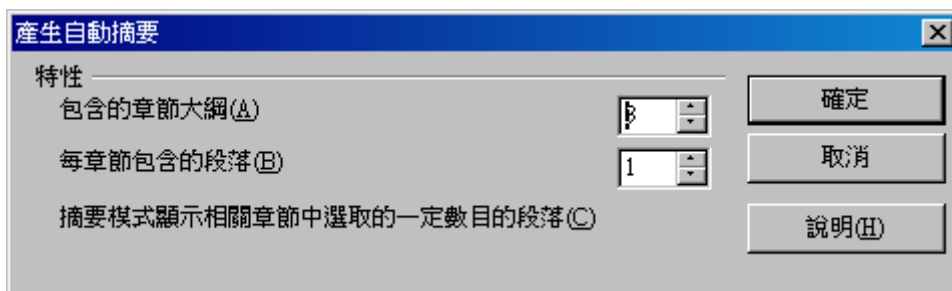 產生自動摘要
特性
包含的章節大綱(A)
3
確定
每章節包含的段落(B)
1
取消
摘要模式顯示相關章節中選取的一定數目的段落(C)
說明(H)